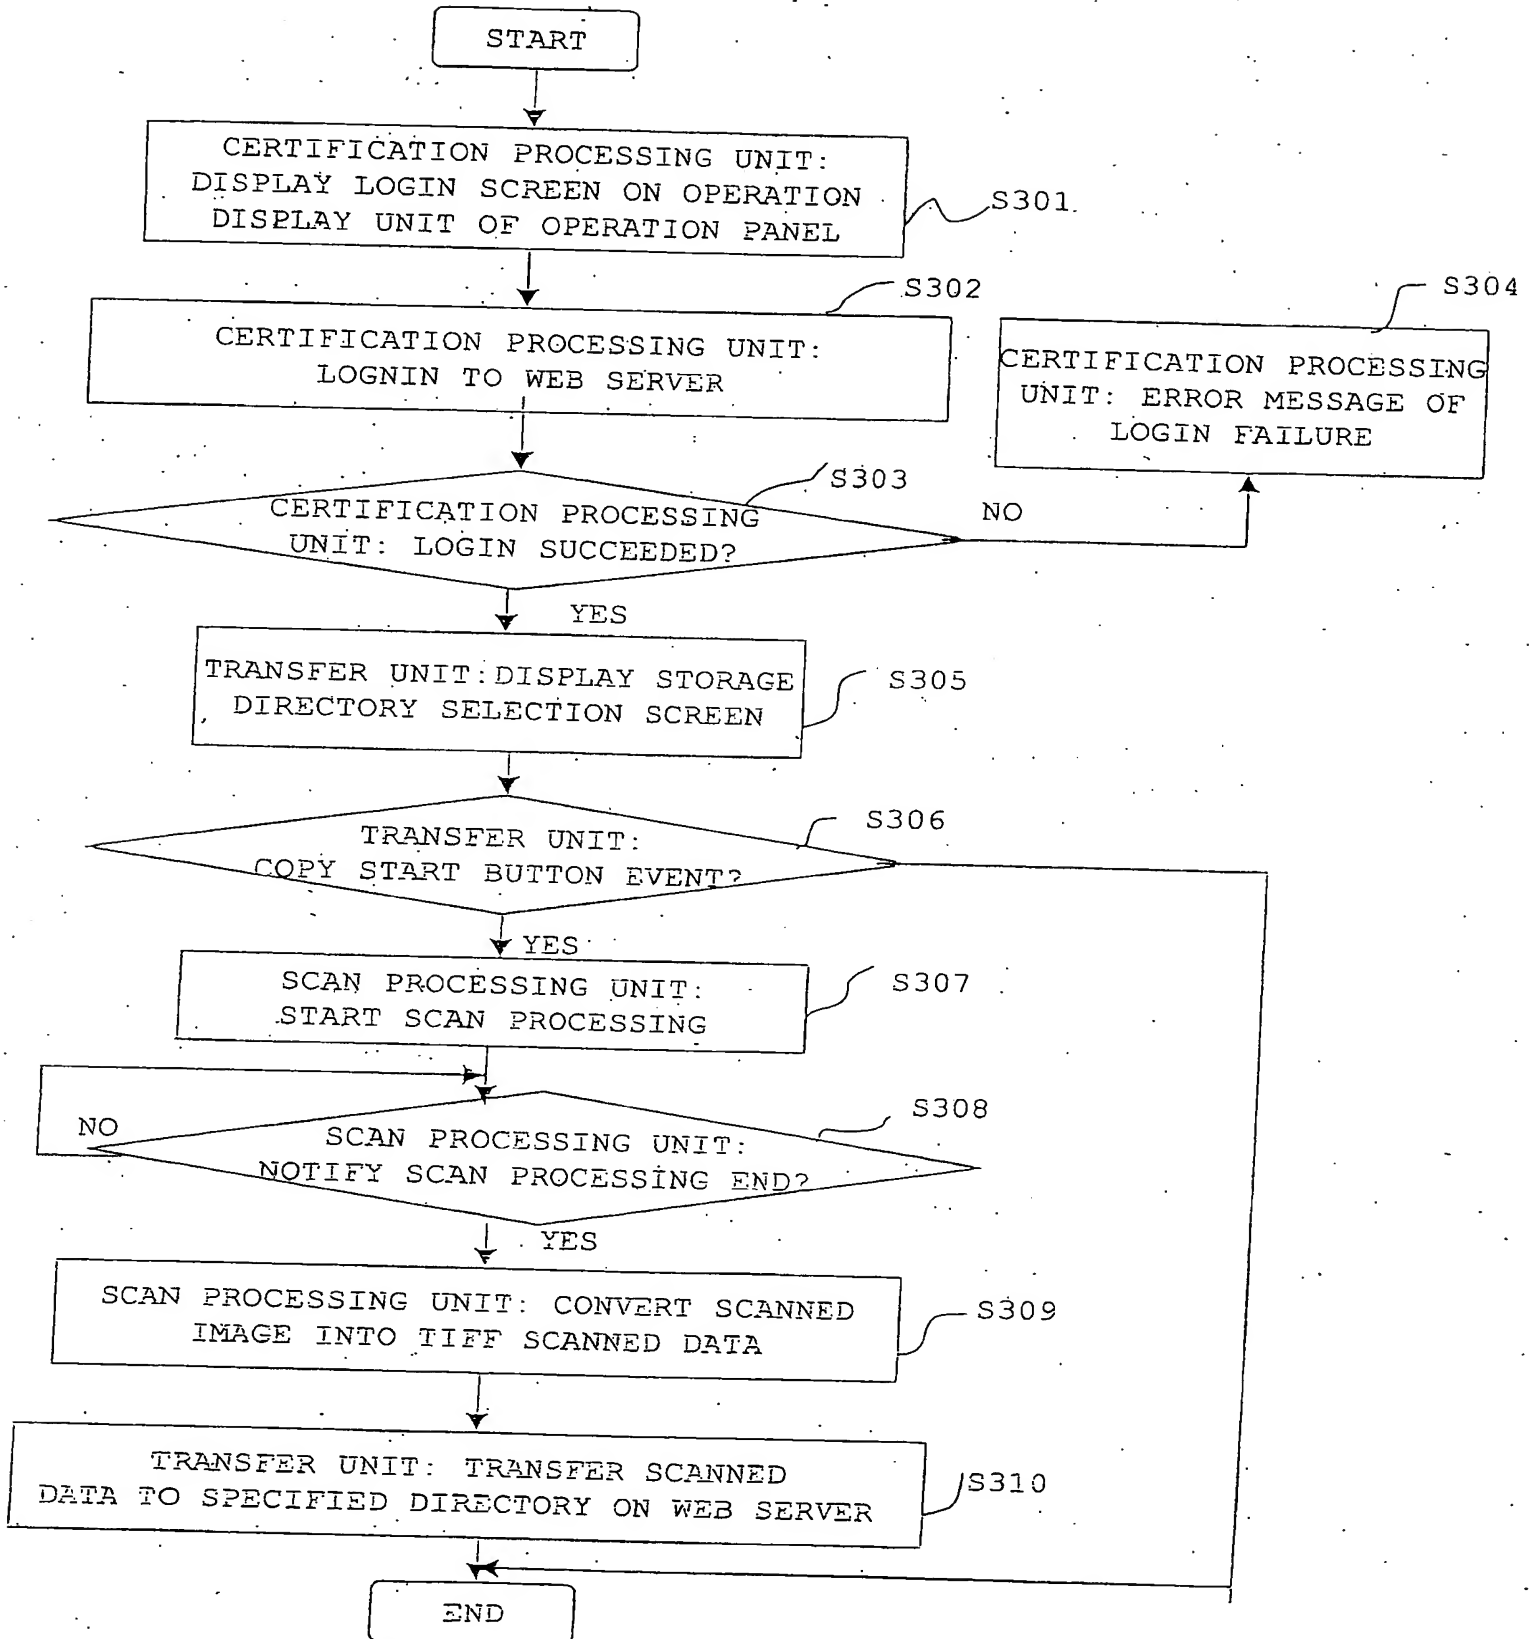 START
CERTIFICATION PROCESSING UNIT:
DISPLAY LOGIN SCREEN ON OPERATION
DISPLAY UNIT OF OPERATION PANEL
S301
S302
CERTIFICATION PROCESSING UNIT:
LOGNIN TO WEB SERVER
S304
CERTIFICATION PROCESSING
UNIT: ERROR MESSAGE OF
LOGIN FAILURE
S303
CERTIFICATION PROCESSING
UNIT: LOGIN SUCCEEDED?
NO
YES
TRANSFER UNIT:DISPLAY STORAGE
DIRECTORY SELECTION SCREEN
S305
S306
TRANSFER UNIT:
COPY START BUTTON EVENT?
YES
SCAN PROCESSING UNIT:
START SCAN PROCESSING
S307
S308
NO
SCAN PROCESSING UNIT:
NOTIFY SCAN PROCESSING END?
YES
SCAN PROCESSING UNIT: CONVERT SCANNED
IMAGE INTO TIFF SCANNED DATA
S309
TRANSFER UNIT: TRANSFER SCANNED
DATA TO SPECIFIED DIRECTORY ON WEB SERVER
S310
END